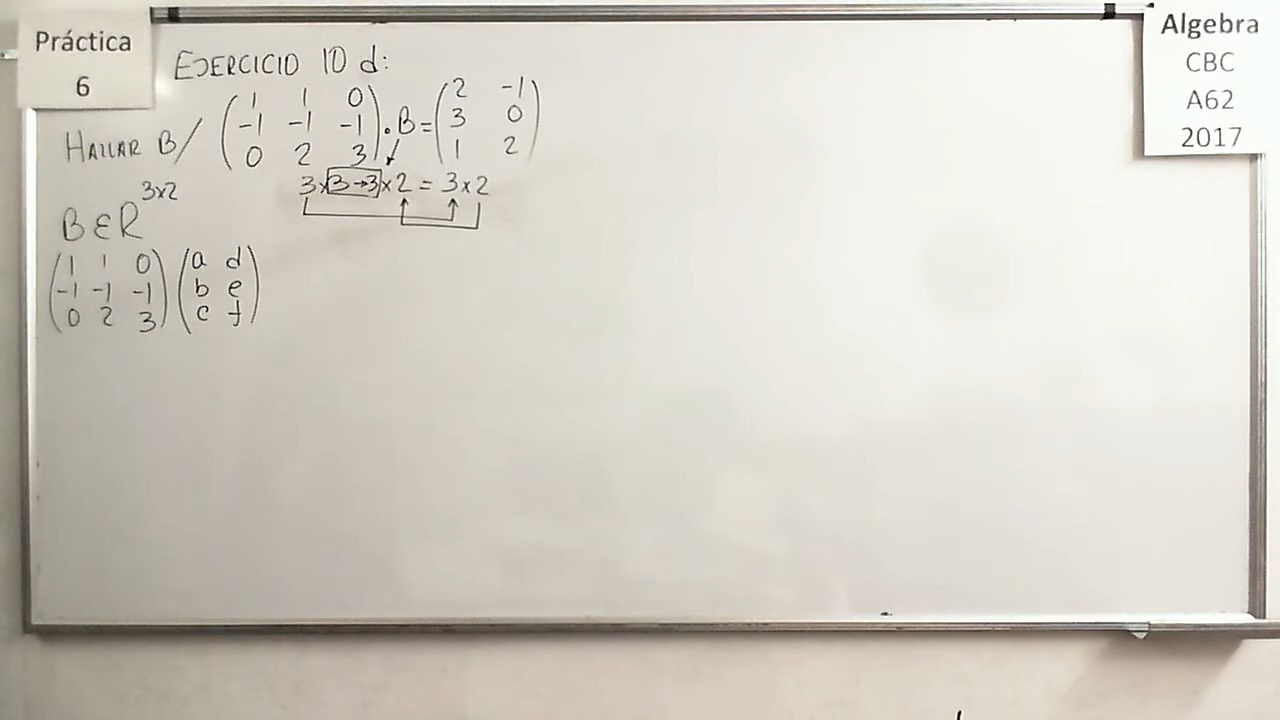 Práctica
6
Algebra
CBC
A62
2017
EJERCICIO 10 d:
HALLAR B/ (1 1 0; -1 -1 -1; 0 2 3) . B = (2 -1; 3 0; 1 2)
3x3→3x2 = 3x2
B ∈ R^3x2
(1 1 0; -1 -1 -1; 0 2 3) (a d; b e; c f)